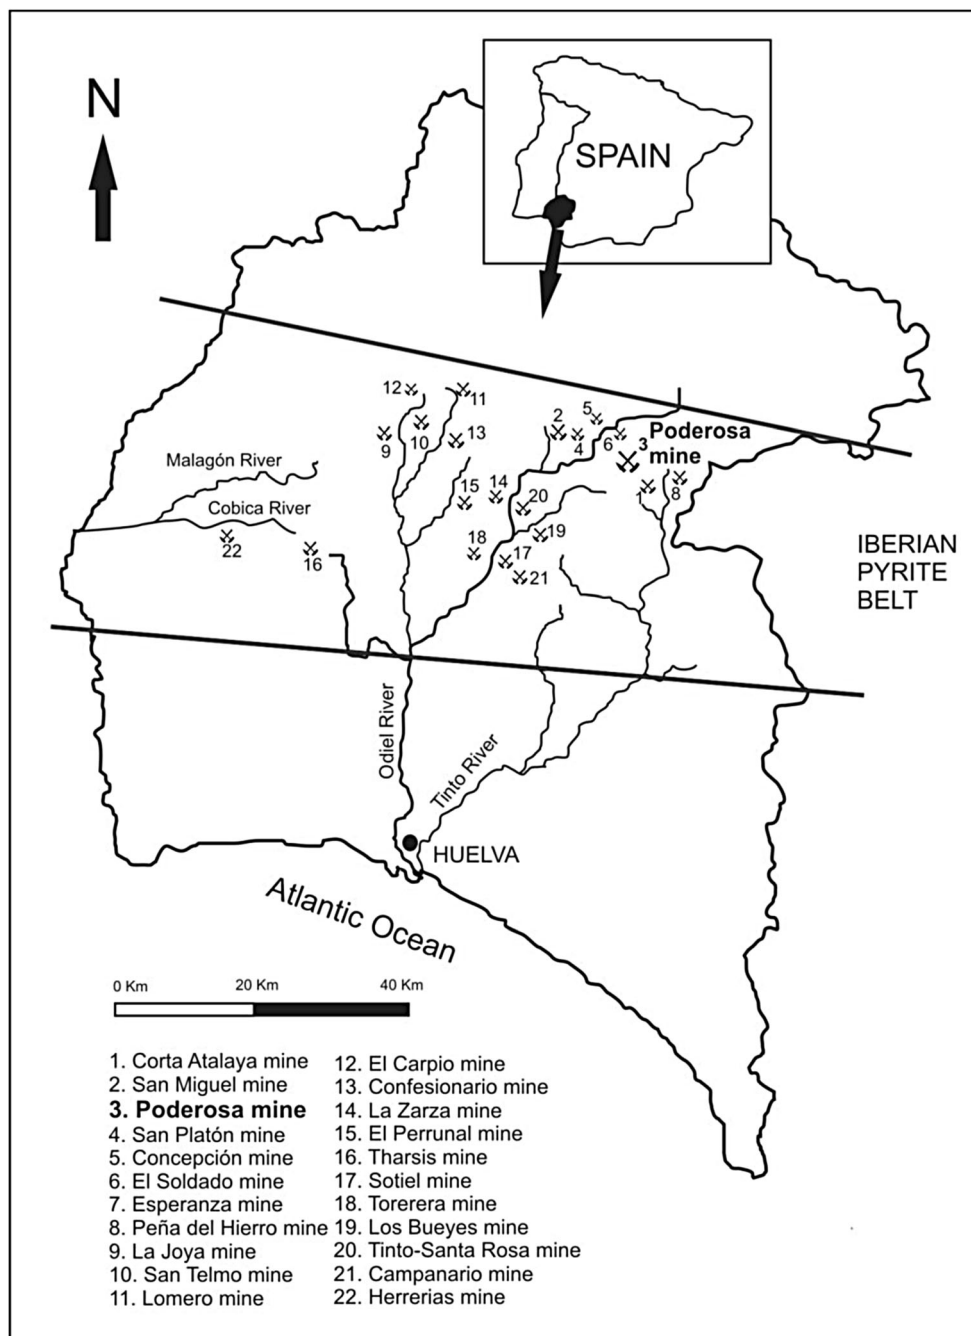 N
SPAIN
12
11
10
9
13
2
5
4
6
3
Poderosa
mine
1
8
Malagón River
Cobica River
22
16
15
14
20
19
18
17
21
IBERIAN
PYRITE
BELT
Odiel River
Tinto River
HUELVA
Atlantic Ocean
0 Km
20 Km
40 Km
1. Corta Atalaya mine
2. San Miguel mine
3. Poderosa mine
4. San Platón mine
5. Concepción mine
6. El Soldado mine
7. Esperanza mine
8. Peña del Hierro mine
9. La Joya mine
10. San Telmo mine
11. Lomero mine
12. El Carpio mine
13. Confesionario mine
14. La Zarza mine
15. El Perrunal mine
16. Tharsis mine
17. Sotiel mine
18. Torerera mine
19. Los Bueyes mine
20. Tinto-Santa Rosa mine
21. Campanario mine
22. Herrerias mine